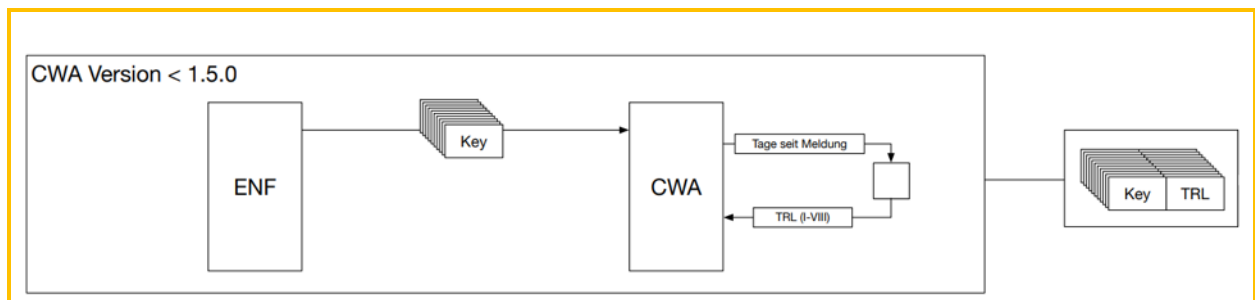 CWA Version < 1.5.0
ENF
Key
CWA
Tage seit Meldung
TRL (I-VIII)
Key
TRL